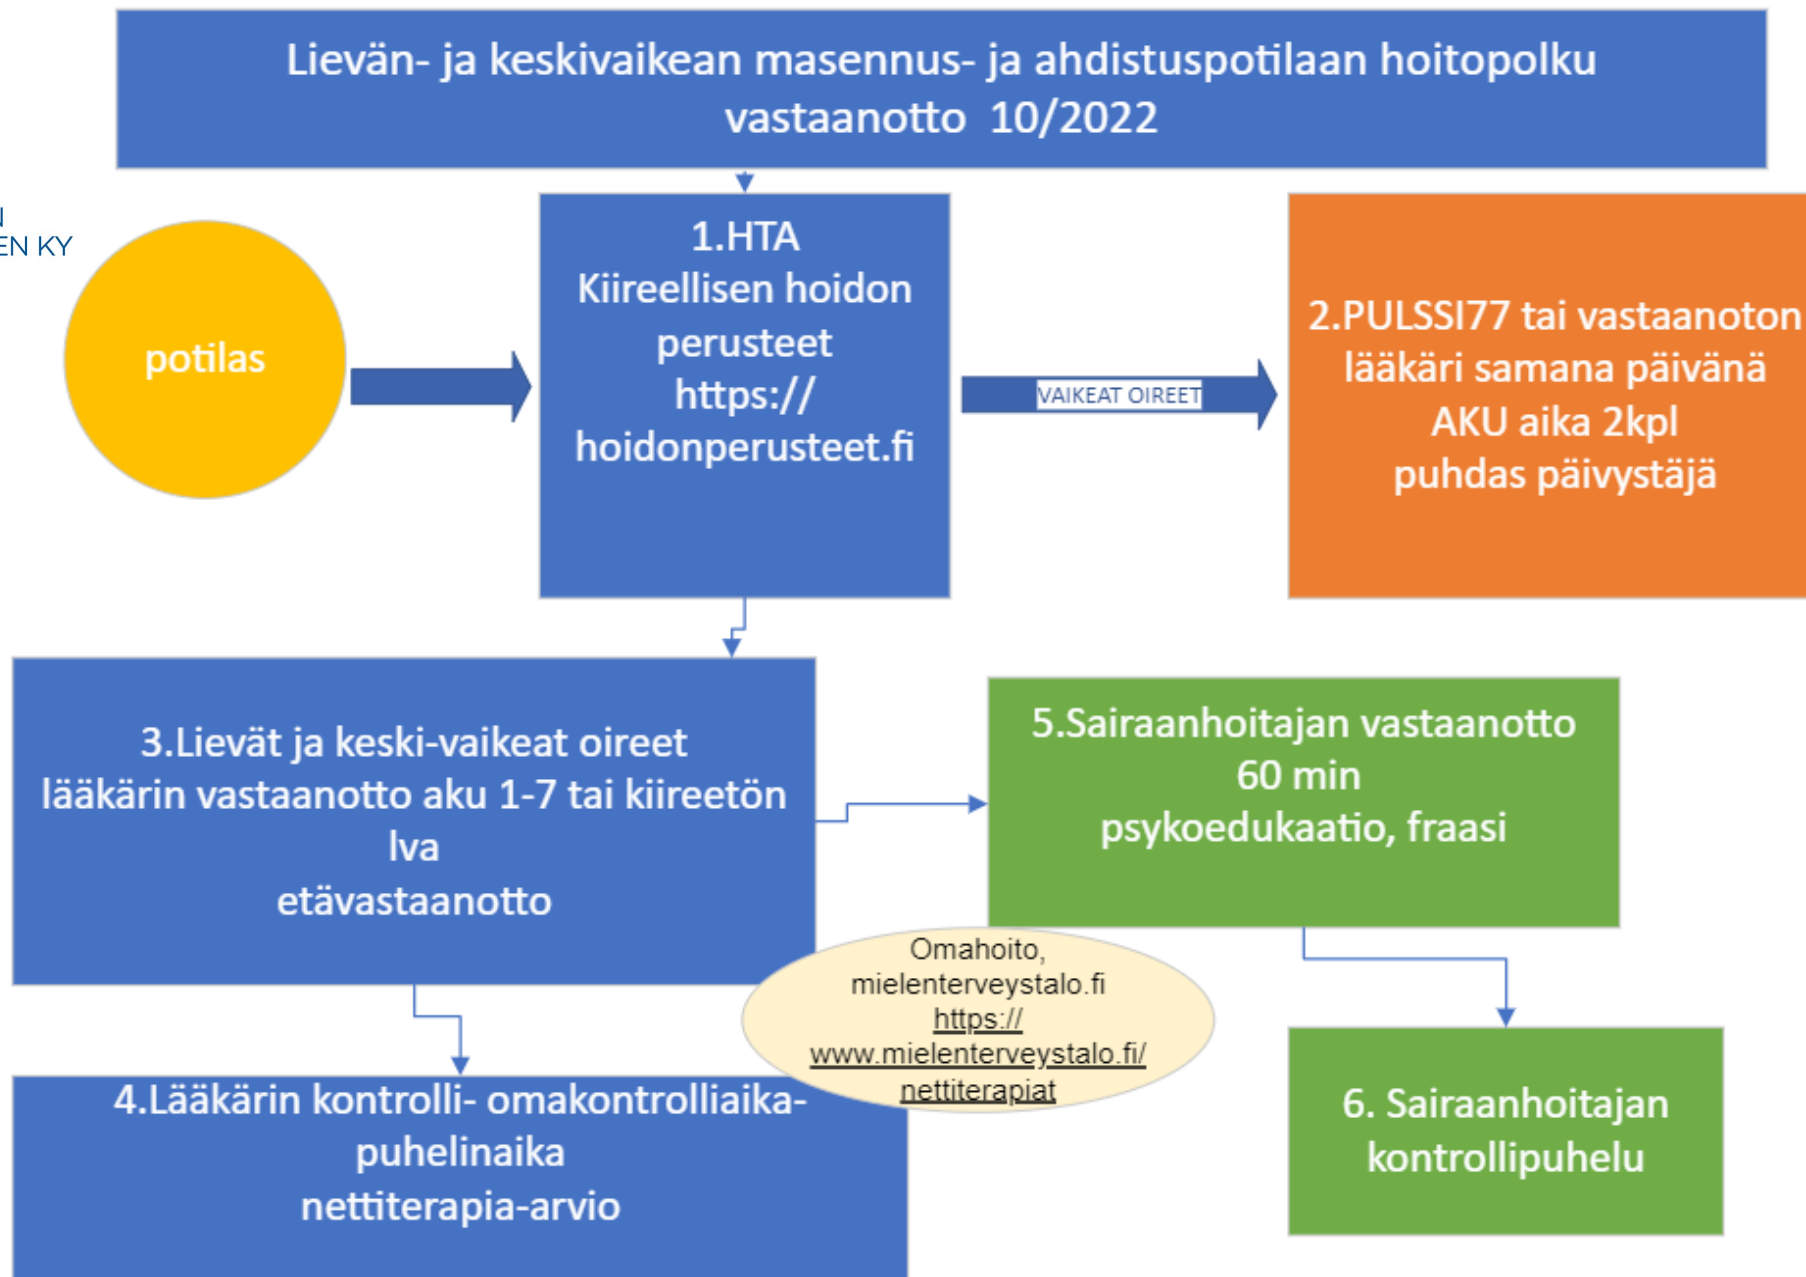 Lievän- ja keskivaikean masennus- ja ahdistuspotilaan hoitopolku
vastaanotto 10/2022
N
EN KY
potilas
1.HTA
Kiireellisen hoidon
perusteet
https://
hoidonperusteet.fi
VAIKEAT OIREET
2.PULSSI77 tai vastaanoton
lääkäri samana päivänä
AKU aika 2kpl
puhdas päivystäjä
3.Lievät ja keski-vaikeat oireet
lääkärin vastaanotto aku 1-7 tai kiireetön
lva
etävastaanotto
5.Sairaanhoitajan vastaanotto
60 min
psykoedukaatio, fraasi
Omahoito,
mielenterveystalo.fi
https://
www.mielenterveystalo.fi/
nettiterapiat
4.Lääkärin kontrolli- omakontrolliaika-
puhelinaika
nettiterapia-arvio
6. Sairaanhoitajan
kontrollipuhelu